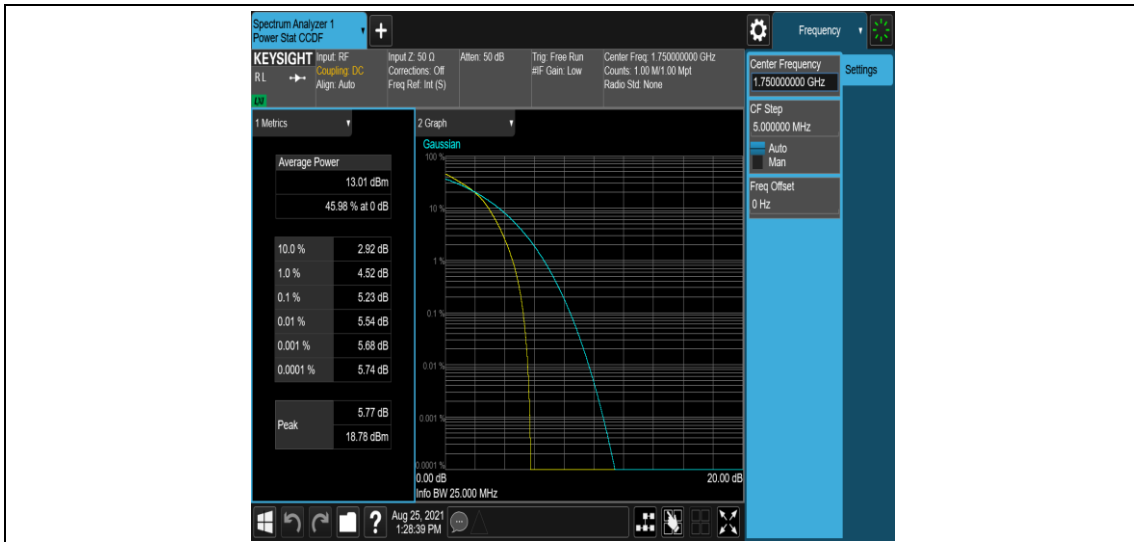 Spectrum Analyzer 1
Power Stat CCDF
+
Frequency
KEYSIGHT
RL
Input: RF
Coupling: DC
Align: Auto
Input Z: 50 Ω
Corrections: Off
Freq Ref: Int (S)
Atten: 50 dB
Trig: Free Run
#IF Gain: Low
Center Freq: 1.750000000 GHz
Counts: 1.00 M/1.00 Mpt
Radio Std: None
Center Frequency
1.750000000 GHz
Settings
CF Step
5.000000 MHz
Auto
Man
Freq Offset
0 Hz
1 Metrics
Average Power
13.01 dBm
45.98 % at 0 dB
10.0 % 2.92 dB
1.0 % 4.52 dB
0.1 % 5.23 dB
0.01 % 5.54 dB
0.001 % 5.68 dB
0.0001 % 5.74 dB
Peak 5.77 dB
18.78 dBm
2 Graph
Gaussian
100 %
10 %
1 %
0.1 %
0.01 %
0.001 %
0.0001 %
0.00 dB 20.00 dB
Info BW 25.000 MHz
?
Aug 25, 2021
1:28:39 PM